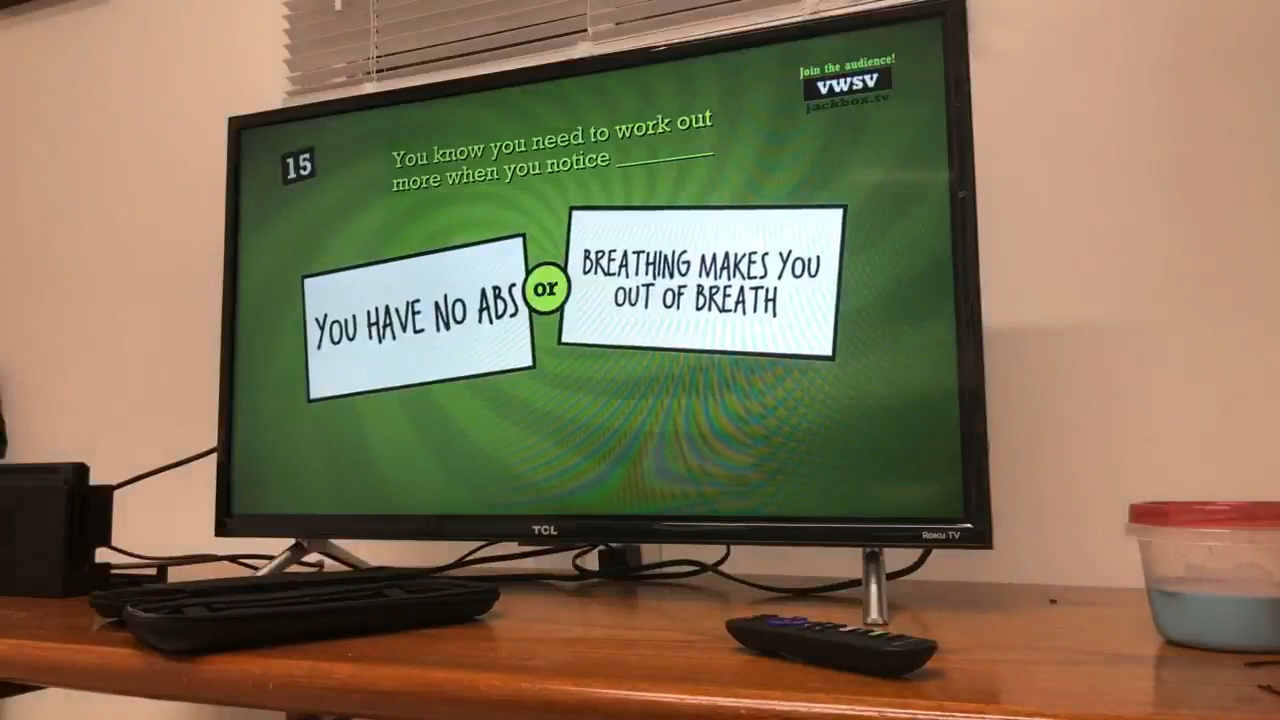 Join the audience!
VWSV
jackbox.tv
15
You know you need to work out
more when you notice ________
YOU HAVE NO ABS
or
BREATHING MAKES YOU
OUT OF BREATH
TCL
Roku TV